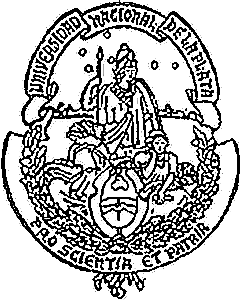 UNIVERSIDAD NACIONAL DE LA PLATA
PRO SCIENTIA ET PATRIA